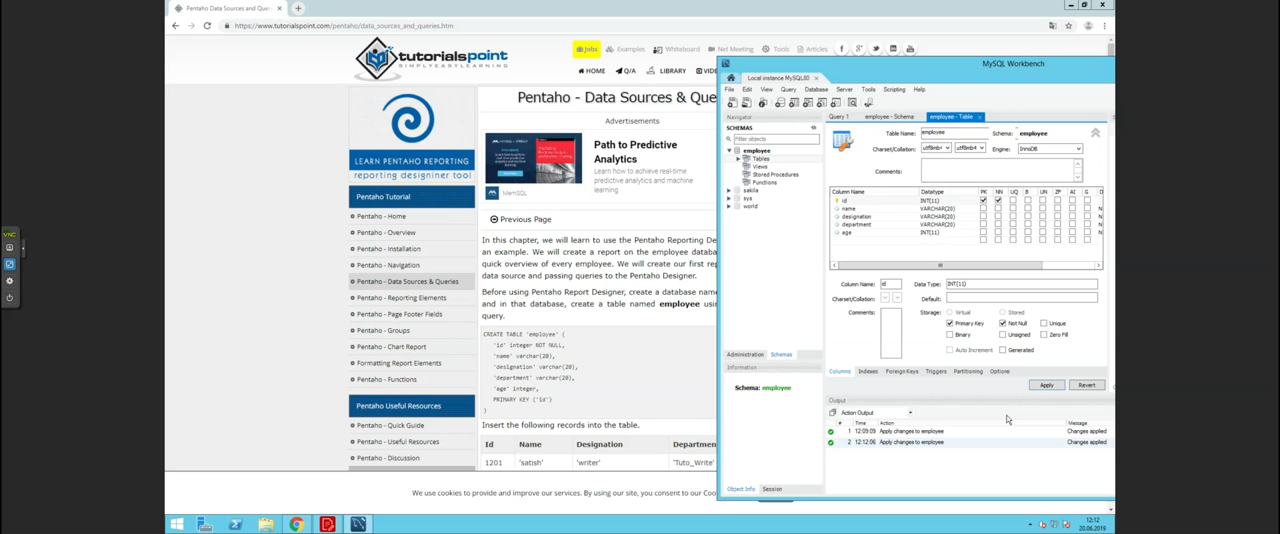 Pentaho Data Sources and Quer
https://www.tutorialspoint.com/pentaho/data_sources_and_queries.htm
tutorialspoint
SIMPLYEASYLEARNING
Jobs
Examples
Whiteboard
Net Meeting
Tools
Articles
HOME
Q/A
LIBRARY
VIDE
LEARN PENTAHO REPORTING
reporting designiner tool
Pentaho Tutorial
Pentaho - Home
Pentaho - Overview
Pentaho - Installation
Pentaho - Navigation
Pentaho - Data Sources & Queries
Pentaho - Reporting Elements
Pentaho - Page Footer Fields
Pentaho - Groups
Pentaho - Chart Report
Formatting Report Elements
Pentaho - Functions
Pentaho Useful Resources
Pentaho - Quick Guide
Pentaho - Useful Resources
Pentaho - Discussion
Pentaho - Data Sources & Que
Advertisements
Path to Predictive
Analytics
Learn how to achieve real-time
predictive analytics and machine
learning
MemSQL
Previous Page
In this chapter, we will learn to use the Pentaho Reporting De
an example. We will create a report on the employee databas
quick overview of every employee. We will create our first rep
data source and passing queries to the Pentaho Designer.
Before using Pentaho Report Designer, create a database name
and in that database, create a table named employee usin
query.
CREATE TABLE 'employee' (
'id' integer NOT NULL,
'name' varchar(20),
'designation' varchar(20),
'department' varchar(20),
'age' integer,
PRIMARY KEY ('id')
)
Insert the following records into the table.
Id Name Designation Departmen
1201 'satish' 'writer' 'Tuto_Write'
We use cookies to provide and improve our services. By using our site, you consent to our Coo
MySQL Workbench
Local instance MySQL80
File Edit View Query Database Server Tools Scripting Help
Navigator
SCHEMAS
Filter objects
employee
Tables
Views
Stored Procedures
Functions
sakila
sys
world
Administration Schemas
Information
Schema: employee
Object Info Session
Query 1 employee - Schema employee - Table
Table Name: employee Schema: employee
Charset/Collation: utf8mb4 utf8mb4 Engine: InnoDB
Comments:
Column Name Datatype PK NN UQ B UN ZF AI G D
id INT(11)
name VARCHAR(20)
designation VARCHAR(20)
department VARCHAR(20)
age INT(11)
Column Name: id Data Type: INT(11)
Charset/Collation: Default:
Comments: Storage: Virtual Stored
Primary Key Not Null Unique
Binary Unsigned Zero Fill
Auto Increment Generated
Columns Indexes Foreign Keys Triggers Partitioning Options
Apply Revert
Output
Action Output
# Time Action Message
1 12:09:09 Apply changes to employee Changes applied
2 12:12:06 Apply changes to employee Changes applied
VNC
12:12
20.06.2019